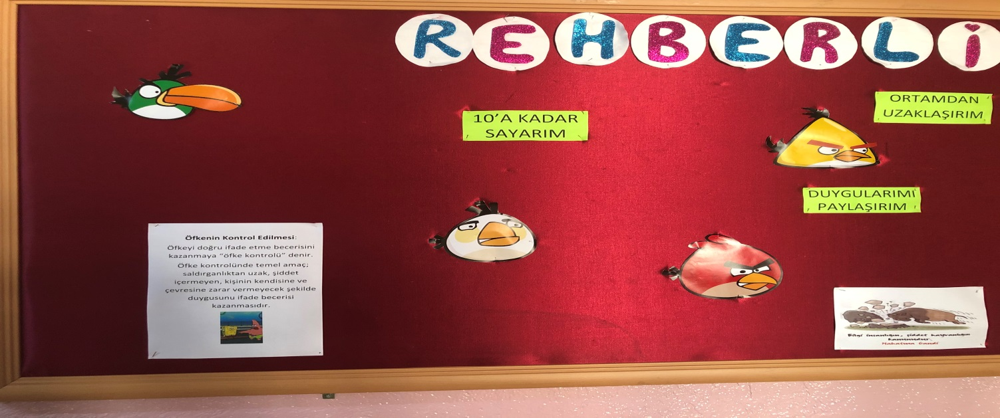 REHBERLİ
ORTAMDAN
UZAKLAŞIRIM
10'A KADAR
SAYARIM
DUYGULARIMI
PAYLAŞIRIM
Öfkenin Kontrol Edilmesi:
Öfkeyi doğru ifade etme becerisini
kazanmaya “öfke kontrolü” denir.
Öfke kontrolünde temel amaç;
saldırganlıktan uzak, şiddet
içermeyen, kişinin kendisine ve
çevresine zarar vermeyecek şekilde
duygusunu ifade becerisi
kazanmasıdır.
Bilgi insanlığın, şiddet hayvanlığın
Kanunudur.
Mahatma Gandi